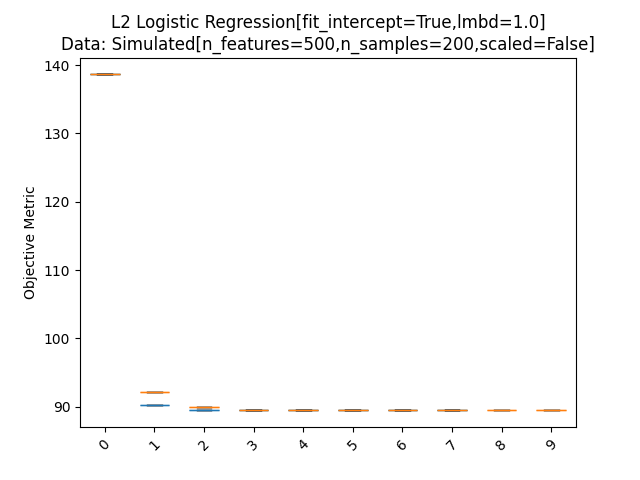 L2 Logistic Regression[fit_intercept=True,lmbd=1.0]
Data: Simulated[n_features=500,n_samples=200,scaled=False]
140
130
120
110
100
90
Objective Metric
0 1 2 3 4 5 6 7 8 9